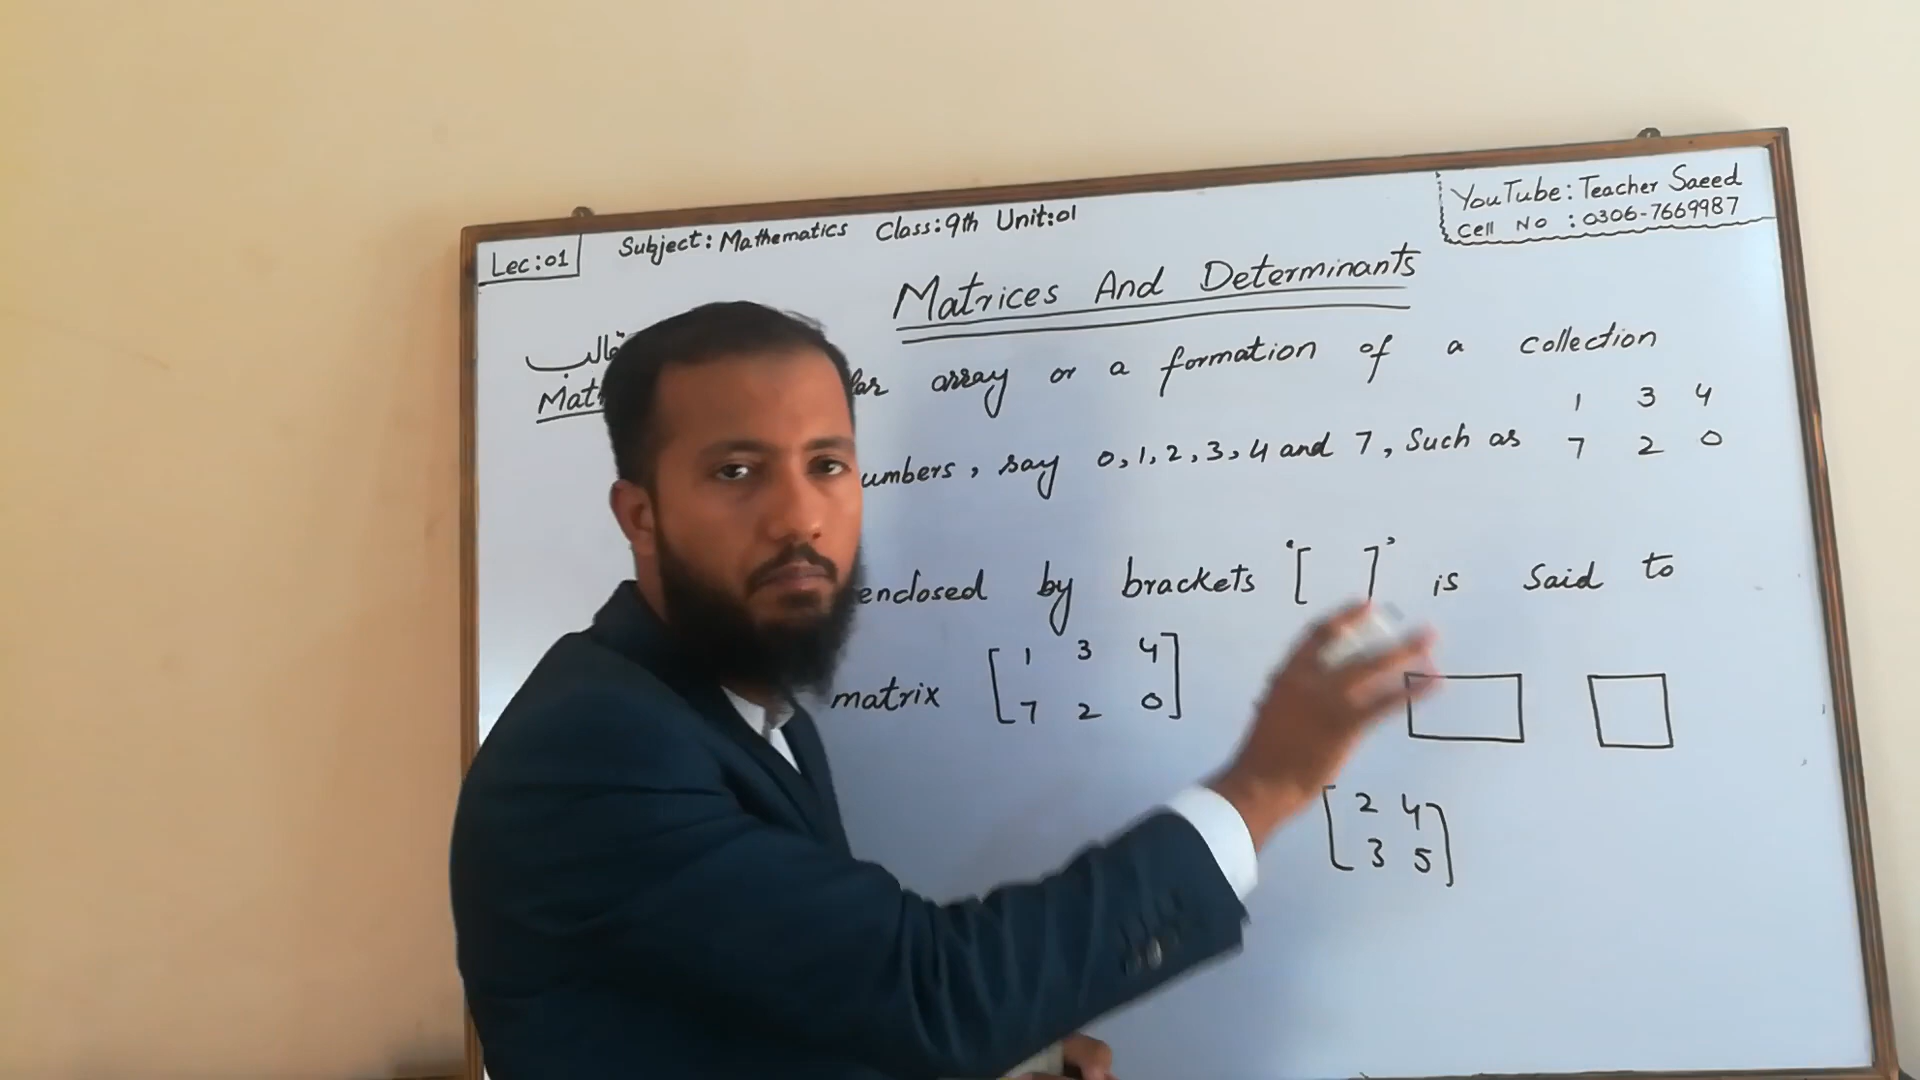 Lec:01
Subject: Mathematics Class: 9th Unit:01
YouTube: Teacher Saeed
Cell No : 0306-7669987
Matrices And Determinants
array or a formation of a collection
say 0, 1, 2, 3, 4 and 7, Such as
1 3 4
7 2 0
enclosed by brackets '[ ]' is Said to
matrix
1 3 4
7 2 0
2 4
3 5